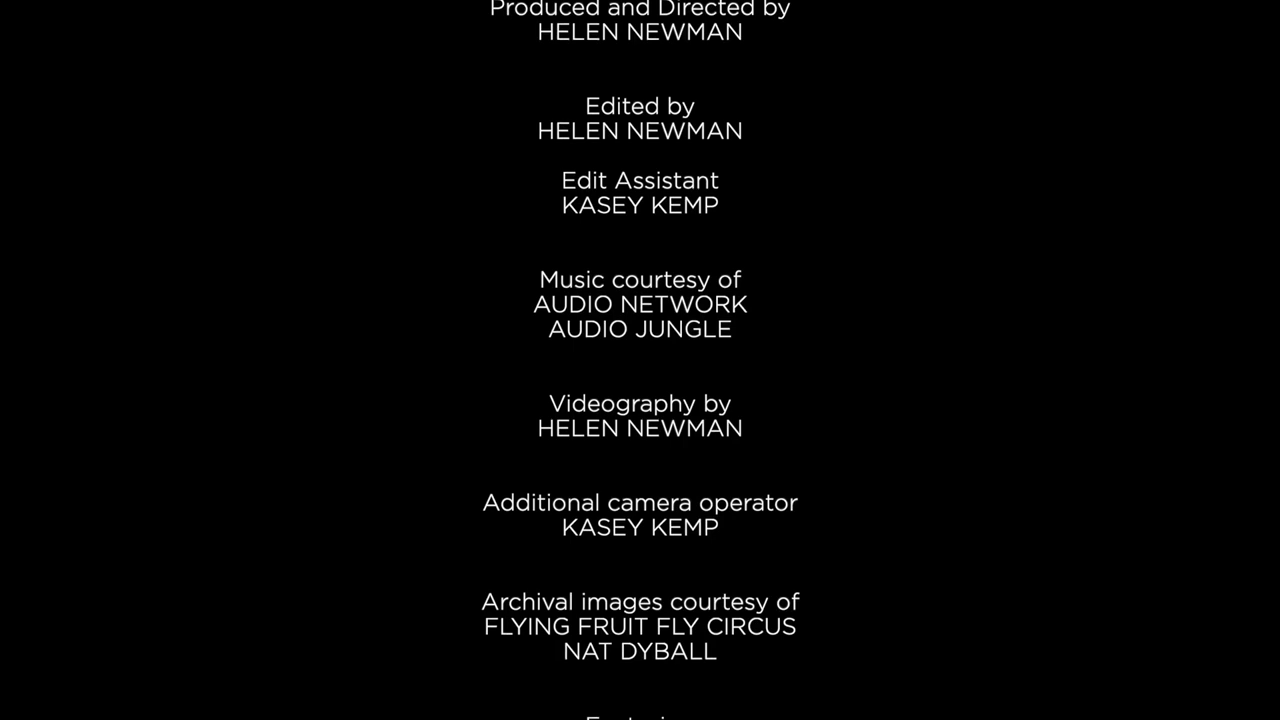 Produced and Directed by
HELEN NEWMAN
Edited by
HELEN NEWMAN
Edit Assistant
KASEY KEMP
Music courtesy of
AUDIO NETWORK
AUDIO JUNGLE
Videography by
HELEN NEWMAN
Additional camera operator
KASEY KEMP
Archival images courtesy of
FLYING FRUIT FLY CIRCUS
NAT DYBALL